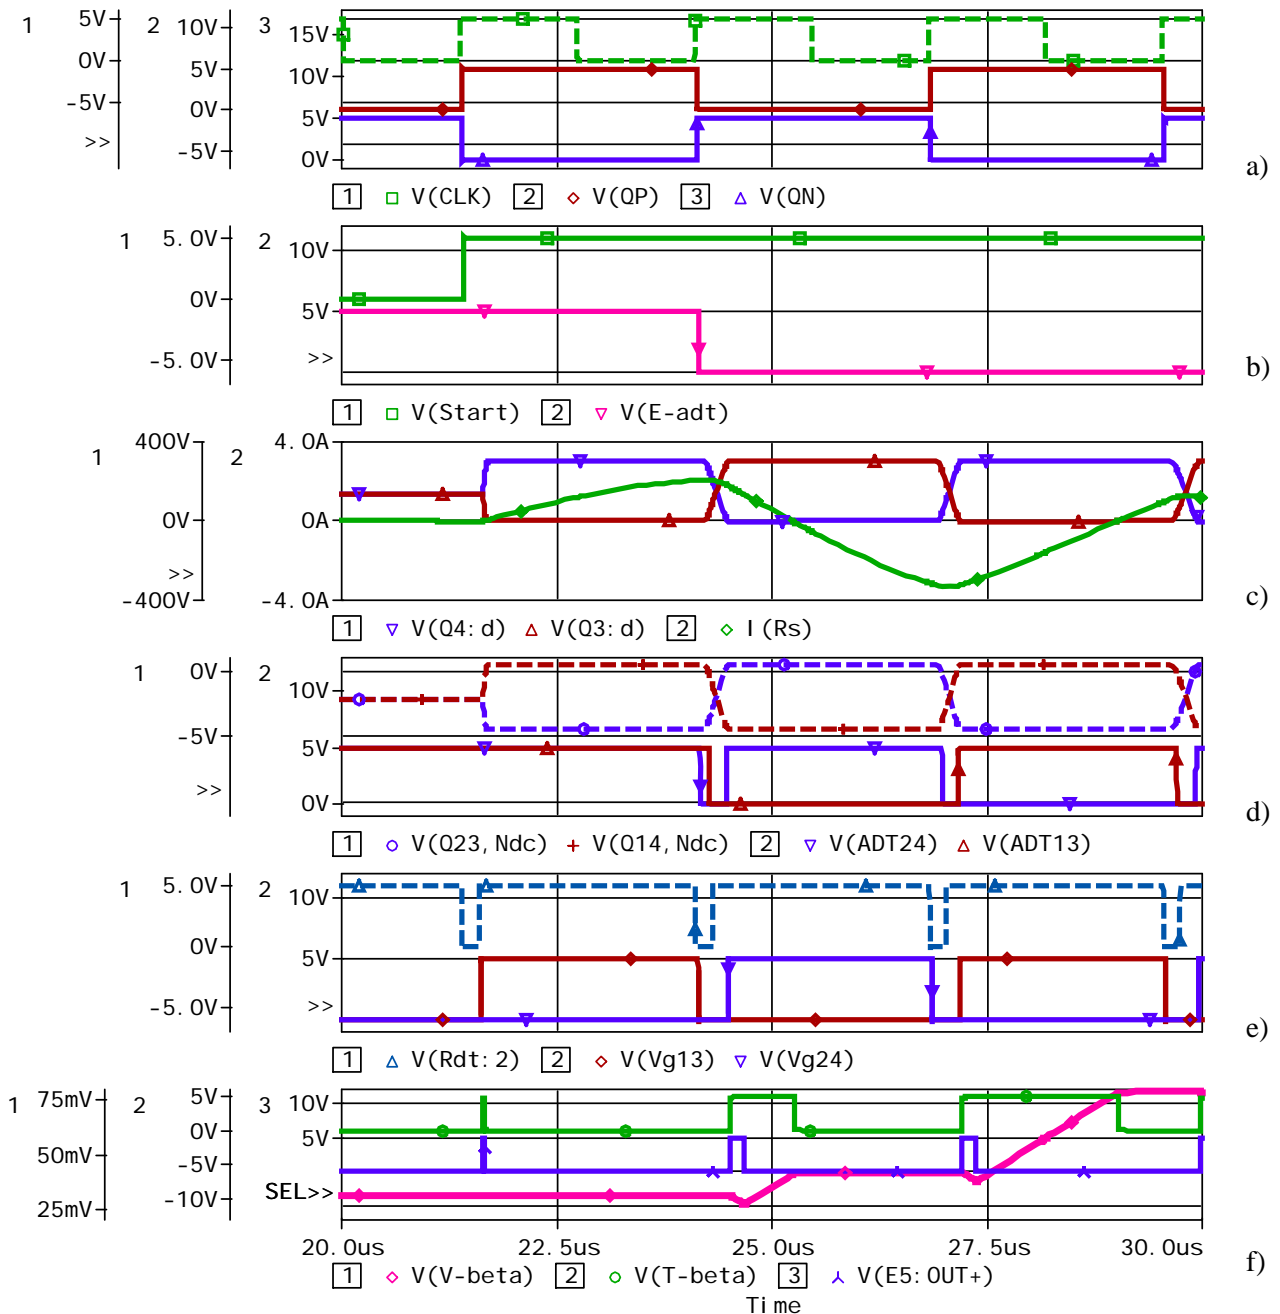 1 2 3
5V 10V 15V
0V 5V 10V
-5V 0V 5V
>> -5V 0V
a)
1 V(CLK) 2 V(QP) 3 V(QN)
1 5.0V 2 10V
0V 5V
-5.0V >>
b)
1 V(Start) 2 V(E-adt)
1 400V 2 4.0A
0V 0A
>>
-400V -4.0A
c)
1 V(Q4:d) V(Q3:d) 2 I(Rs)
1 0V 2 10V
-5V 5V
>> 0V
d)
1 V(Q23,Ndc) V(Q14,Ndc) 2 V(ADT24) V(ADT13)
1 5.0V 2 10V
0V 5V
-5.0V >>
e)
1 V(Rdt:2) 2 V(Vg13) V(Vg24)
1 75mV 2 5V 3 10V
0V 5V
50mV -5V
25mV -10V SEL>>
20.0us 22.5us 25.0us 27.5us 30.0us
f)
1 V(V-beta) 2 V(T-beta) 3 V(E5:OUT+)
Time